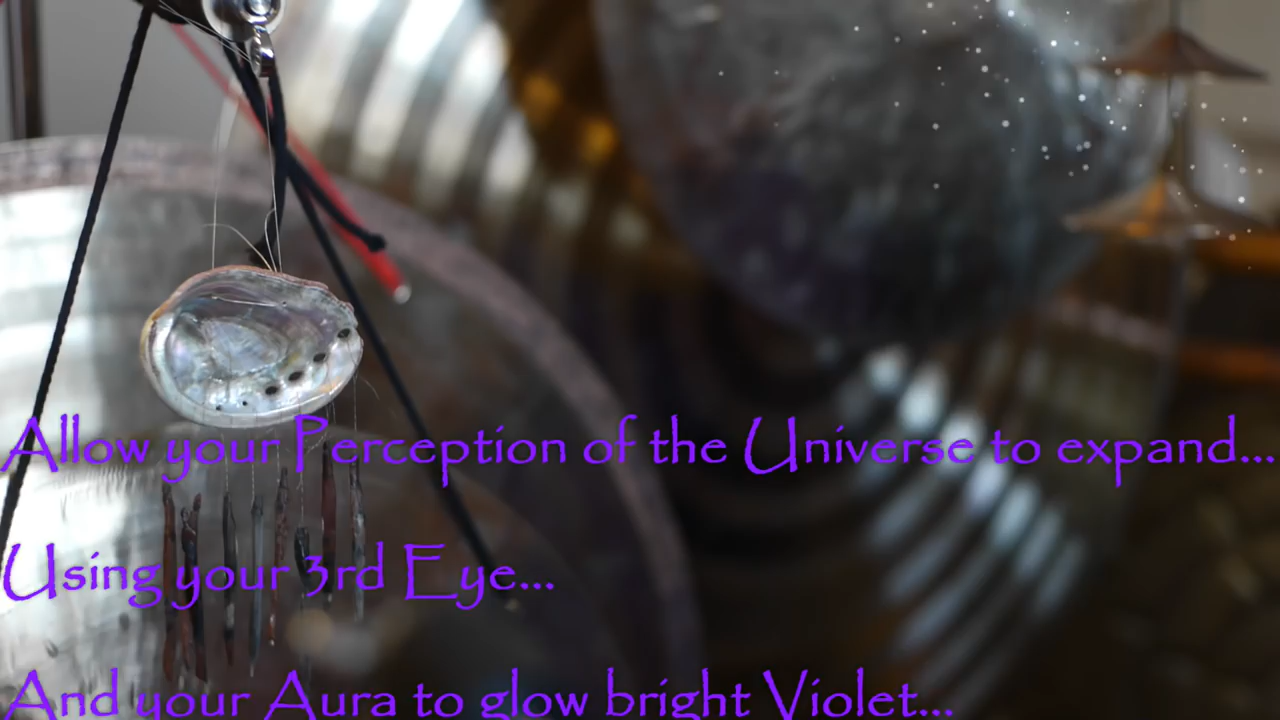 Allow your Perception of the Universe to expand...
Using your 3rd Eye...
And your Aura to glow bright Violet...